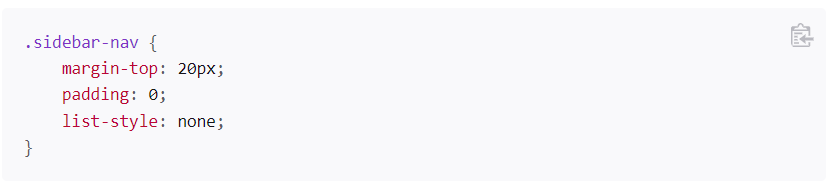 .sidebar-nav {
    margin-top: 20px;
    padding: 0;
    list-style: none;
}